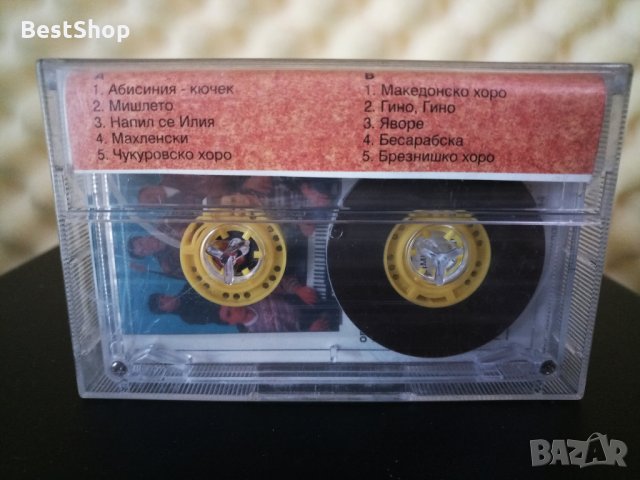 BestShop
A
1. Абисиния - кючек
2. Мишлето
3. Напил се Илия
4. Махленски
5. Чукуровско хоро
B
1. Македонско хоро
2. Гино, Гино
3. Яворе
4. Бесарабска
5. Брезнишко хоро
BAZAR